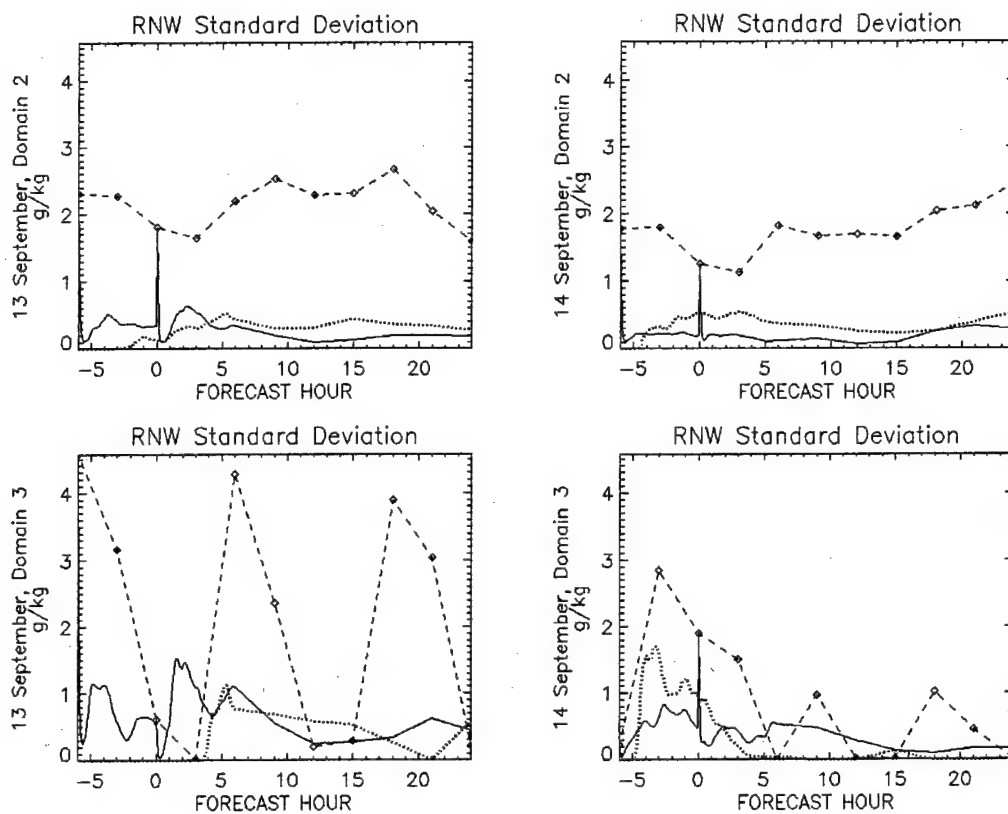 RNW Standard Deviation
13 September, Domain 2
g/kg
4
3
2
1
0
−5 0 5 10 15 20
FORECAST HOUR
RNW Standard Deviation
14 September, Domain 2
g/kg
4
3
2
1
0
−5 0 5 10 15 20
FORECAST HOUR
RNW Standard Deviation
13 September, Domain 3
g/kg
4
3
2
1
0
−5 0 5 10 15 20
FORECAST HOUR
RNW Standard Deviation
14 September, Domain 3
g/kg
4
3
2
1
0
−5 0 5 10 15 20
FORECAST HOUR